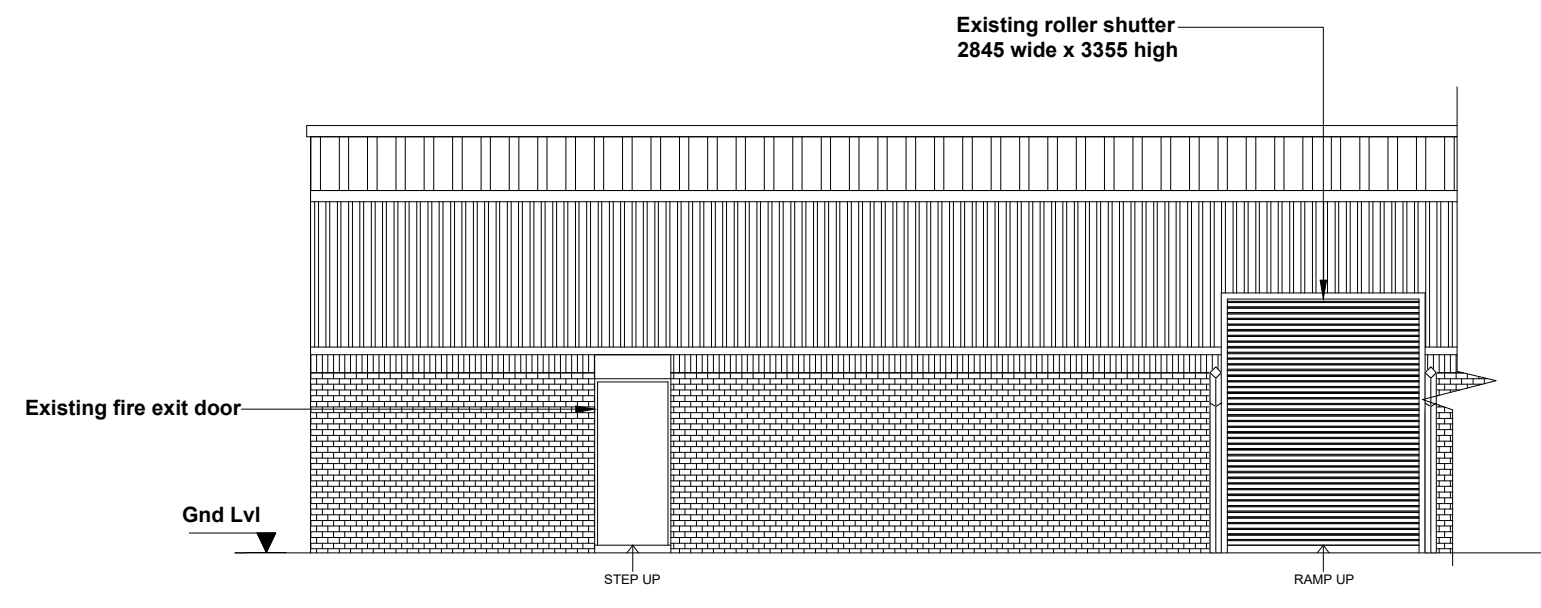 Existing roller shutter
2845 wide x 3355 high
Existing fire exit door
Gnd Lvl
STEP UP
RAMP UP